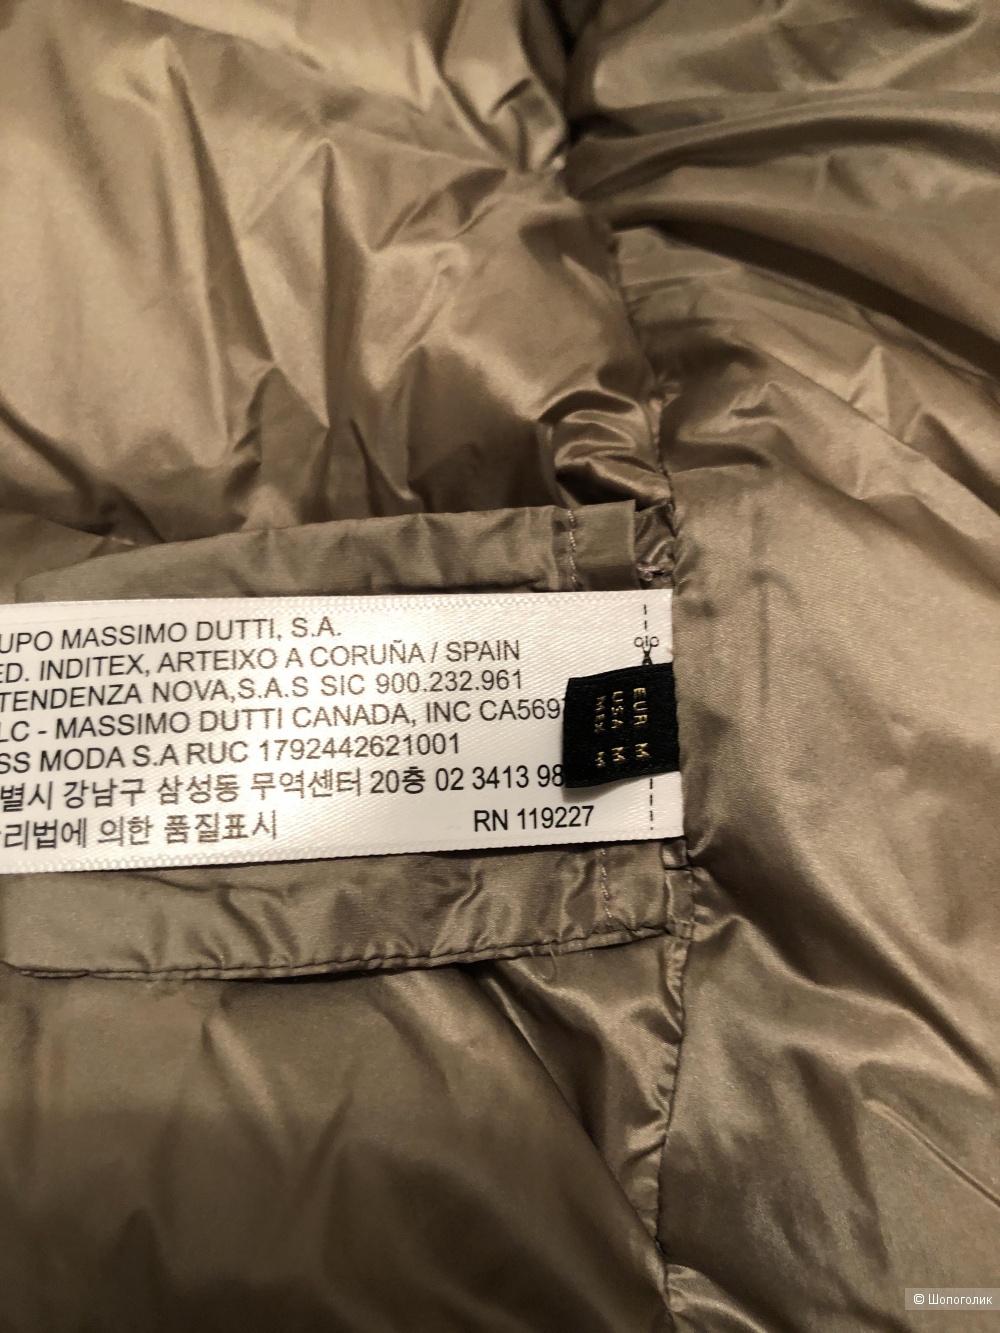 UPO MASSIMO DUTTI, S.A.
ED. INDITEX, ARTEIXO A CORUÑA / SPAIN
TENDENZA NOVA,S.A.S SIC 900.232.961
LC - MASSIMO DUTTI CANADA, INC CA569
SS MODA S.A RUC 1792442621001
별시 강남구 삼성동 무역센터 20층 02 3413 98
리법에 의한 품질표시
RN 119227
EUR M
USA M
MEX M
© Шопоголик